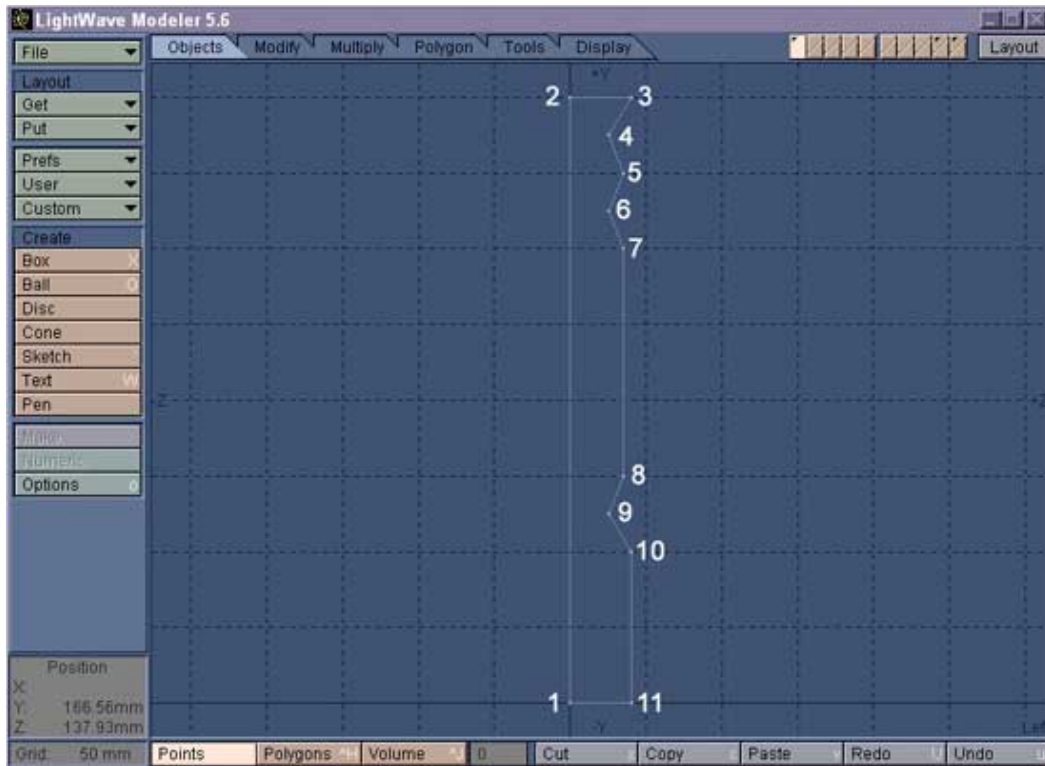 LightWave Modeler 5.6
File
Objects Modify Multiply Polygon Tools Display Layout
Layout
Get
Put
Prefs
User
Custom
Create
Box X
Ball O
Disc
Cone
Sketch
Text W
Pen
Make
Numeric
Options o
+Y
2 3
4
5
6
7
8
9
10
1 11
-Y
Position
X:
Y: 166.56mm
Z: 137.93mm
Grid: 50 mm
Points Polygons ^H Volume ^J 0 Cut Copy Paste Redo Undo